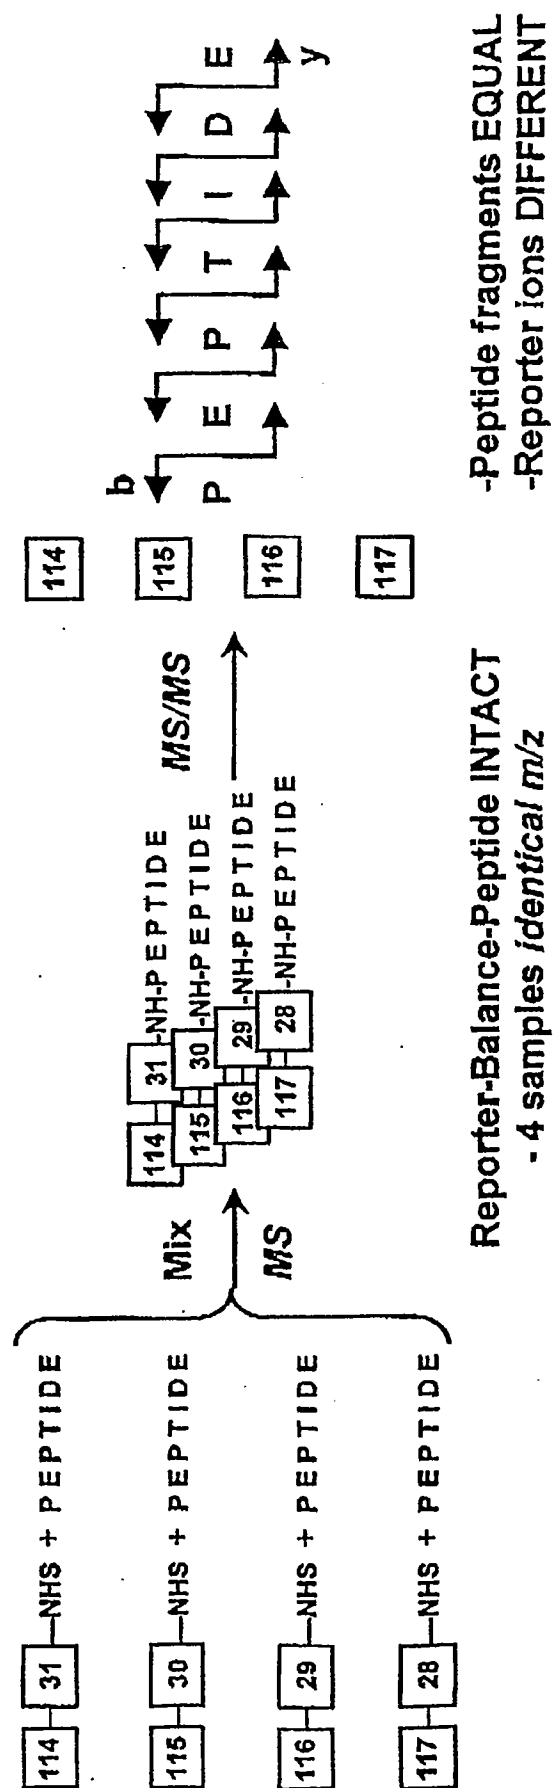 114 31 NHS + PEPTIDE
115 30 NHS + PEPTIDE
116 29 NHS + PEPTIDE
117 28 NHS + PEPTIDE
Mix
MS
114 31 -NH-PEPTIDE
115 30 -NH-PEPTIDE
116 29 -NH-PEPTIDE
117 28 -NH-PEPTIDE
Reporter-Balance-Peptide INTACT
- 4 samples identical m/z
MS/MS
114
115
116
117
b
P E P T I D E
y
-Peptide fragments EQUAL
-Reporter ions DIFFERENT